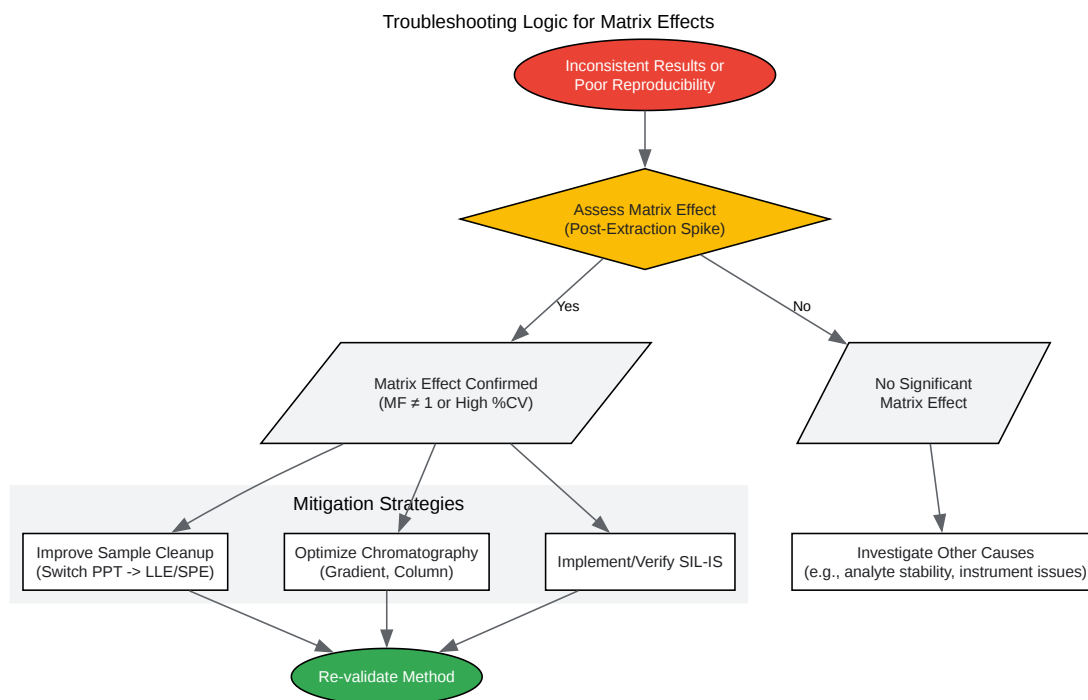 Troubleshooting Logic for Matrix Effects
Inconsistent Results or
Poor Reproducibility
Assess Matrix Effect
(Post-Extraction Spike)
Yes
No
Matrix Effect Confirmed
(MF ≠ 1 or High %CV)
No Significant
Matrix Effect
Mitigation Strategies
Improve Sample Cleanup
(Switch PPT -> LLE/SPE)
Optimize Chromatography
(Gradient, Column)
Implement/Verify SIL-IS
Investigate Other Causes
(e.g., analyte stability, instrument issues)
Re-validate Method